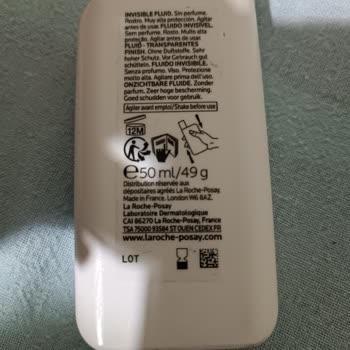 INVISIBLE FLUID. Sin perfume.
Rostro. Muy alta protección. Agitar
antes de usar. FLUIDO INVISÍVEL.
Sem perfume. Rosto. Muito alta
proteção. Agitar antes de usar.
FLUID - TRANSPARENTES
FINISH. Ohne Duftstoffe. Sehr
hoher Schutz. Vor Gebrauch gut
schütteln. FLUIDO INVISIBILE.
Senza profumo. Viso. Protezione
molto alta. Agitare prima dell'uso.
ONZICHTBARE FLUIDE. Zonder
parfum. Zeer hoge bescherming.
Goed schudden voor gebruik.
Agiter avant emploi/Shake before use
12M
℮50 ml/49 g
Distribution réservée aux
dépositaires agréés La Roche-Posay.
Made in France. London W6 8AZ.
La Roche-Posay
Laboratoire Dermatologique
CAI 86270 La Roche-Posay
TSA 75000 93584 ST OUEN CEDEX FR
www.laroche-posay.com
LOT